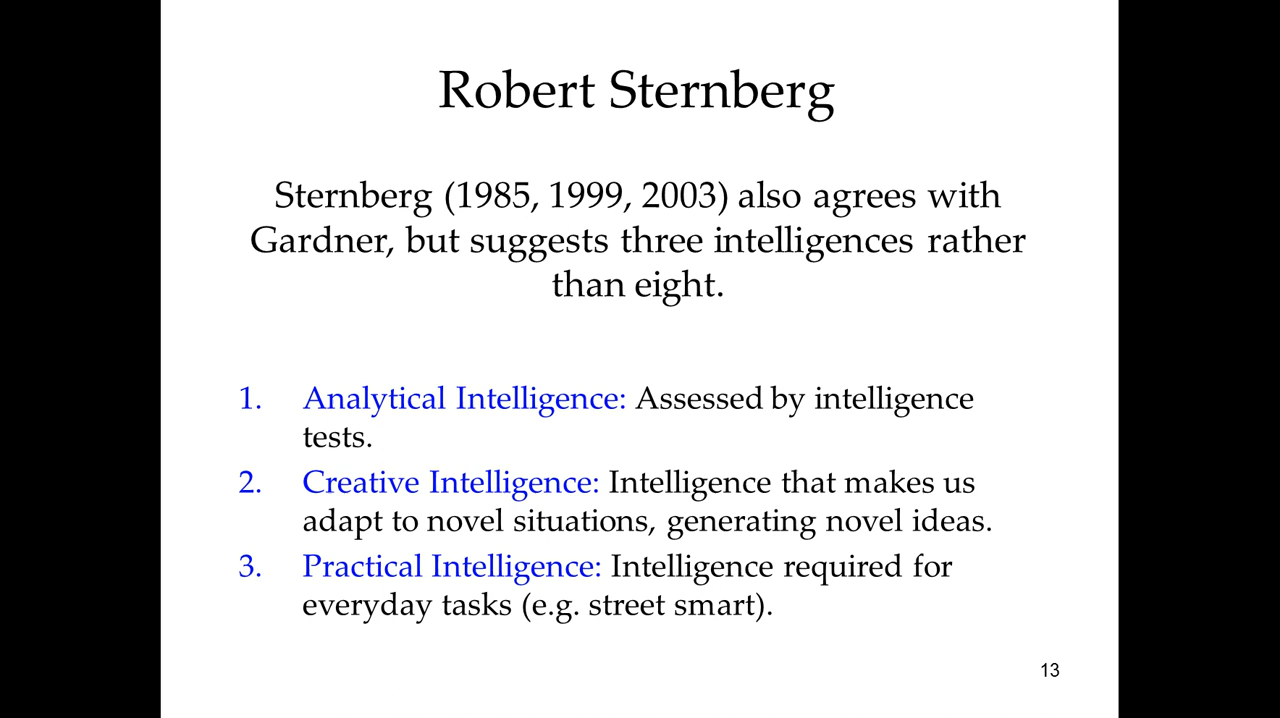 Robert Sternberg
Sternberg (1985, 1999, 2003) also agrees with
Gardner, but suggests three intelligences rather
than eight.
1. Analytical Intelligence: Assessed by intelligence
tests.
2. Creative Intelligence: Intelligence that makes us
adapt to novel situations, generating novel ideas.
3. Practical Intelligence: Intelligence required for
everyday tasks (e.g. street smart).
13